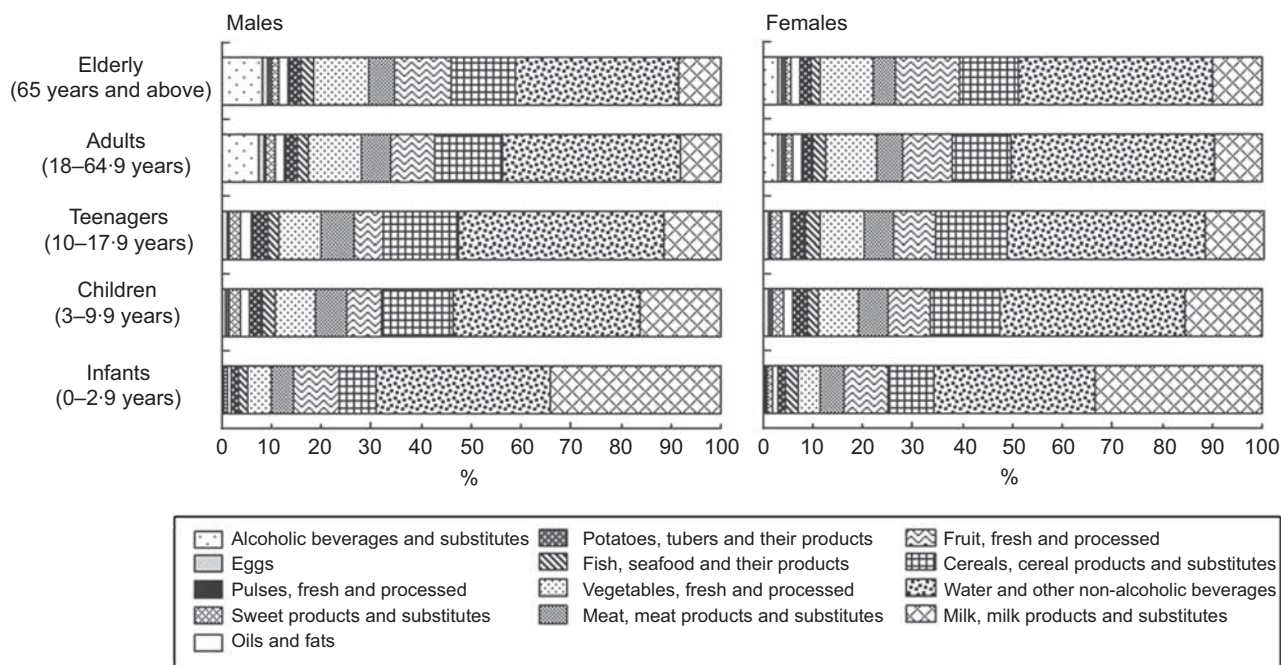 Males
Females
Elderly
(65 years and above)
Adults
(18–64·9 years)
Teenagers
(10–17·9 years)
Children
(3–9·9 years)
Infants
(0–2·9 years)
0 10 20 30 40 50 60 70 80 90 100
%
0 10 20 30 40 50 60 70 80 90 100
%
Alcoholic beverages and substitutes
Eggs
Pulses, fresh and processed
Sweet products and substitutes
Oils and fats
Potatoes, tubers and their products
Fish, seafood and their products
Vegetables, fresh and processed
Meat, meat products and substitutes
Fruit, fresh and processed
Cereals, cereal products and substitutes
Water and other non-alcoholic beverages
Milk, milk products and substitutes